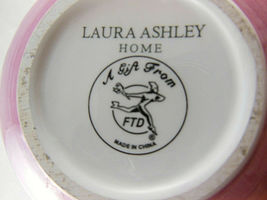 LAURA ASHLEY
HOME
A Gift From
FTD
®
MADE IN CHINA